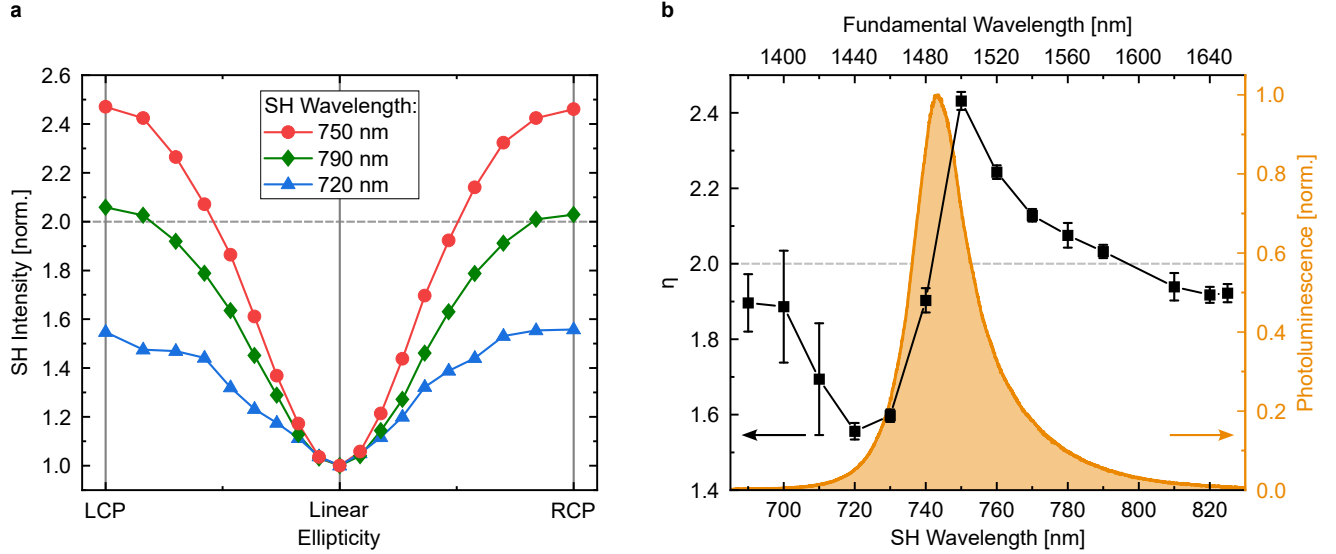 a
2.6
2.4
2.2
2.0
1.8
1.6
1.4
1.2
1.0
SH Intensity [norm.]
SH Wavelength:
750 nm
790 nm
720 nm
LCP
Linear
RCP
Ellipticity
b
Fundamental Wavelength [nm]
1400
1440
1480
1520
1560
1600
1640
2.4
2.2
2.0
1.8
1.6
1.4
η
1.0
0.8
0.6
0.4
0.2
0.0
Photoluminescence [norm.]
700
720
740
760
780
800
820
SH Wavelength [nm]